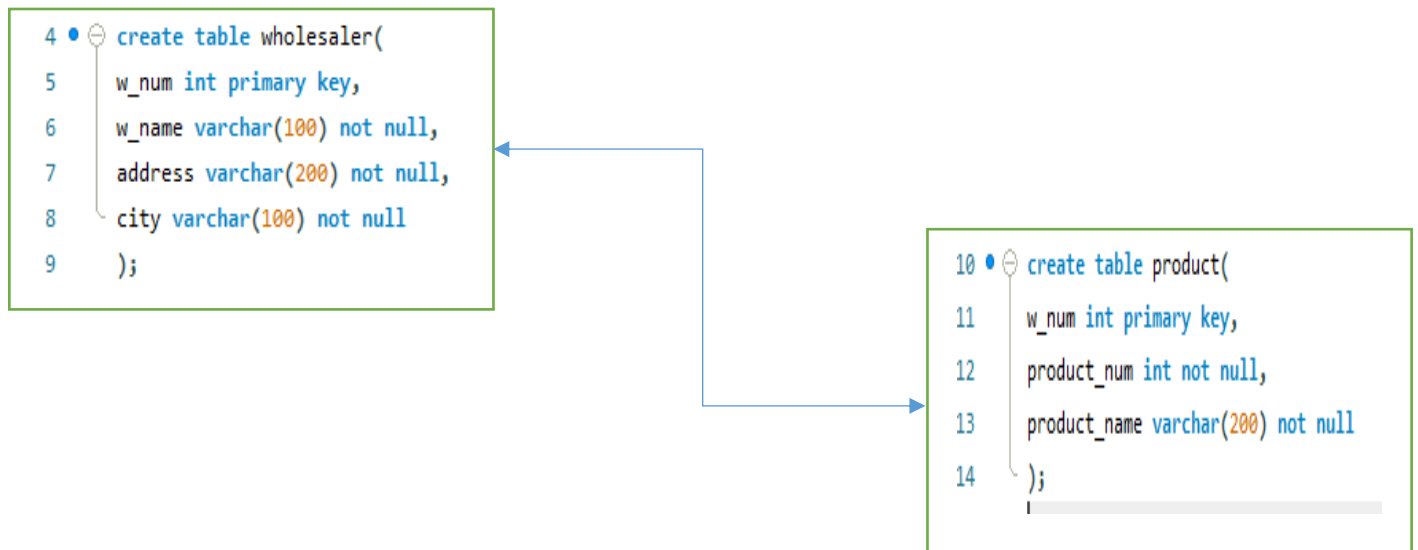 4 create table wholesaler(
5 w_num int primary key,
6 w_name varchar(100) not null,
7 address varchar(200) not null,
8 city varchar(100) not null
9 );
10 create table product(
11 w_num int primary key,
12 product_num int not null,
13 product_name varchar(200) not null
14 );